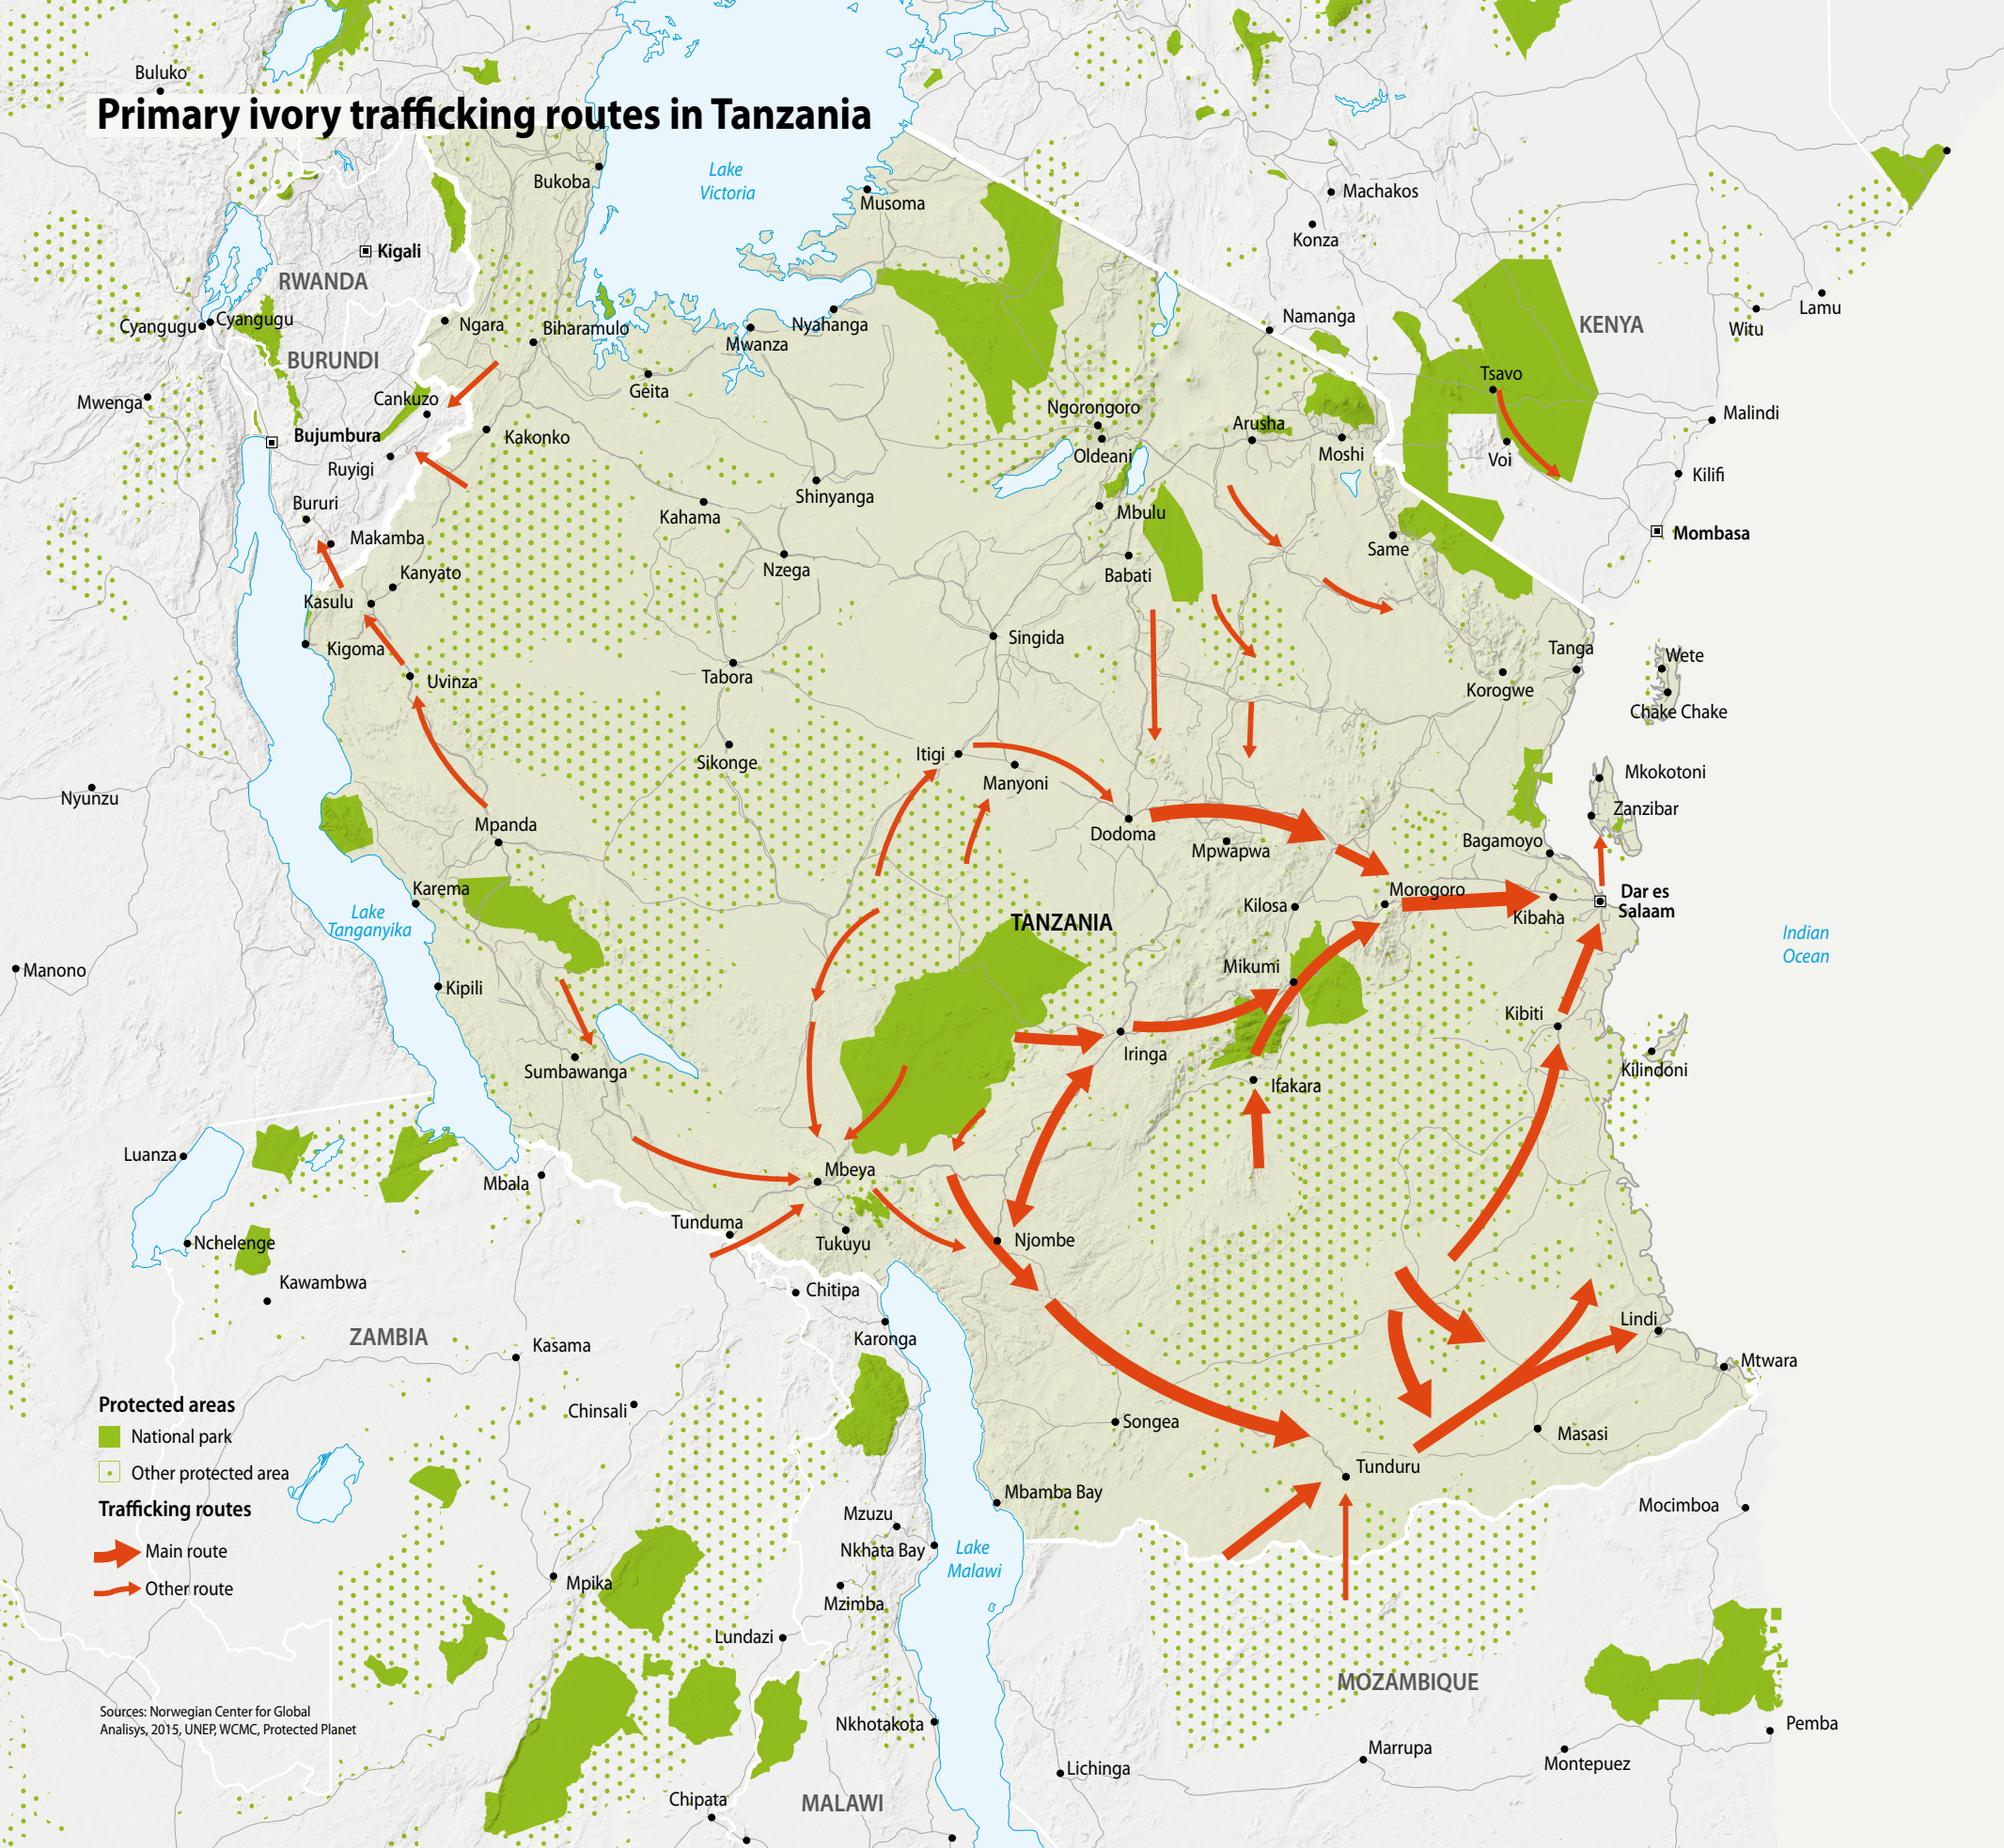 Buluko
Primary ivory trafficking routes in Tanzania
Bukoba
Lake
Victoria
Musoma
Machakos
Konza
Kigali
RWANDA
Cyangugu
Cyangugu
Ngara
Biharamulo
Mwanza
Nyahanga
Namanga
KENYA
Witu
Lamu
BURUNDI
Geita
Tsavo
Mwenga
Cankuzo
Ngorongoro
Arusha
Malindi
Bujumbura
Kakonko
Oldeani
Moshi
Voi
Ruyigi
Shinyanga
Kilifi
Bururi
Kahama
Mbulu
Makamba
Same
Mombasa
Kanyato
Nzega
Babati
Kasulu
Kigoma
Singida
Tanga
Wete
Uvinza
Tabora
Korogwe
Chake Chake
Itigi
Sikonge
Manyoni
Mkokotoni
Nyunzu
Zanzibar
Mpanda
Dodoma
Mpwapwa
Bagamoyo
Karema
Morogoro
Dar es
Salaam
Lake
Tanganyika
TANZANIA
Kilosa
Kibaha
Indian
Ocean
Manono
Kipili
Mikumi
Kibiti
Sumbawanga
Iringa
Kilindoni
Ifakara
Luanza
Mbala
Mbeya
Tunduma
Tukuyu
Njombe
Nchelenge
Kawambwa
Chitipa
ZAMBIA
Kasama
Karonga
Lindi
Mtwara
Protected areas
National park
Other protected area
Chinsali
Songea
Masasi
Tunduru
Trafficking routes
Main route
Other route
Mbamba Bay
Mocimboa
Mzuzu
Nkhata Bay
Lake
Malawi
Mpika
Mzimba
Lundazi
MOZAMBIQUE
Sources: Norwegian Center for Global
Analisys, 2015, UNEP, WCMC, Protected Planet
Nkhotakota
Pemba
Marrupa
Montepuez
Lichinga
Chipata
MALAWI